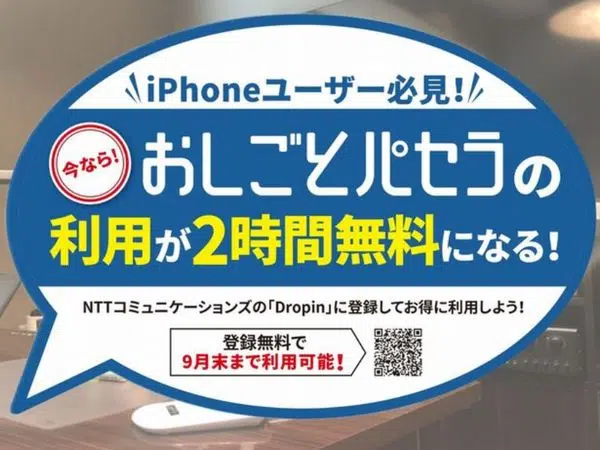 iPhoneユーザー必見!
今なら!
おしごとパセラの
利用が2時間無料になる!
NTTコミュニケーションズの「Dropin」に登録してお得に利用しよう!
登録無料で
9月末まで利用可能!